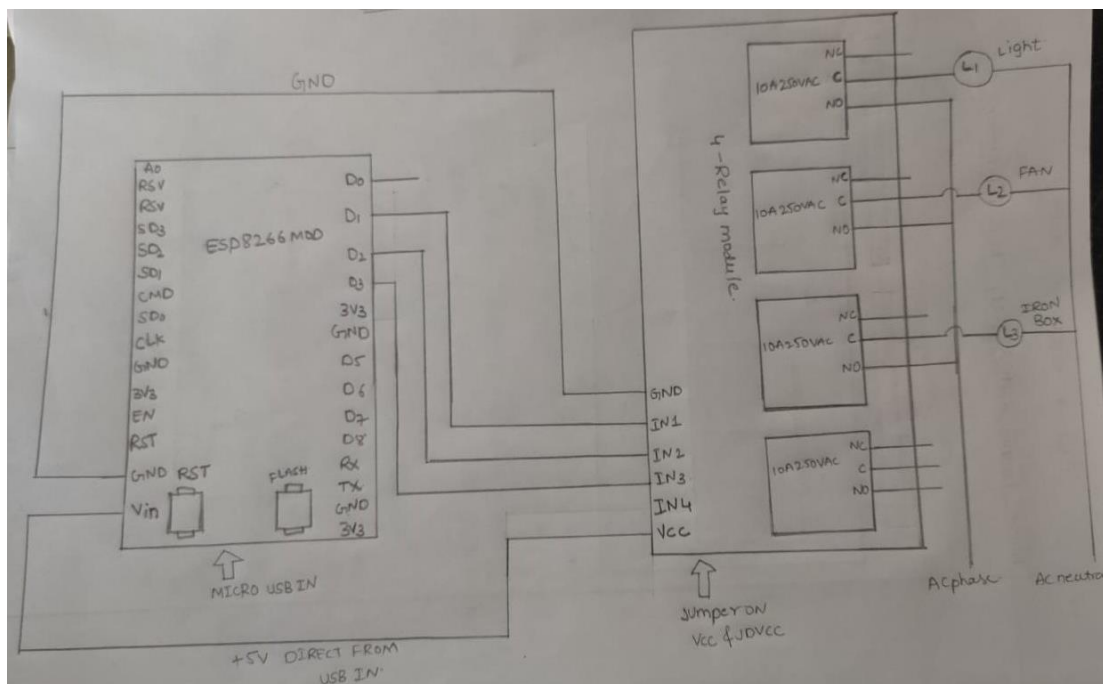 GND
A0
RSV
RSV
SD3
SD2
SD1
CMD
SD0
CLK
GND
3V3
EN
RST
GND
Vin
ESP8266 MOD
RST
FLASH
D0
D1
D2
D3
3V3
GND
D5
D6
D7
D8
RX
TX
GND
3V3
MICRO USB IN
+5V DIRECT FROM
USB IN.
4-Relay module.
GND
IN1
IN2
IN3
IN4
VCC
Jumper ON
VCC & JDVCC
10A250VAC
NC
C
NO
10A250VAC
NC
C
NO
10A250VAC
NC
C
NO
10A250VAC
NC
C
NO
L1
Light
L2
FAN
L3
IRON
BOX
AC phase
AC neutra